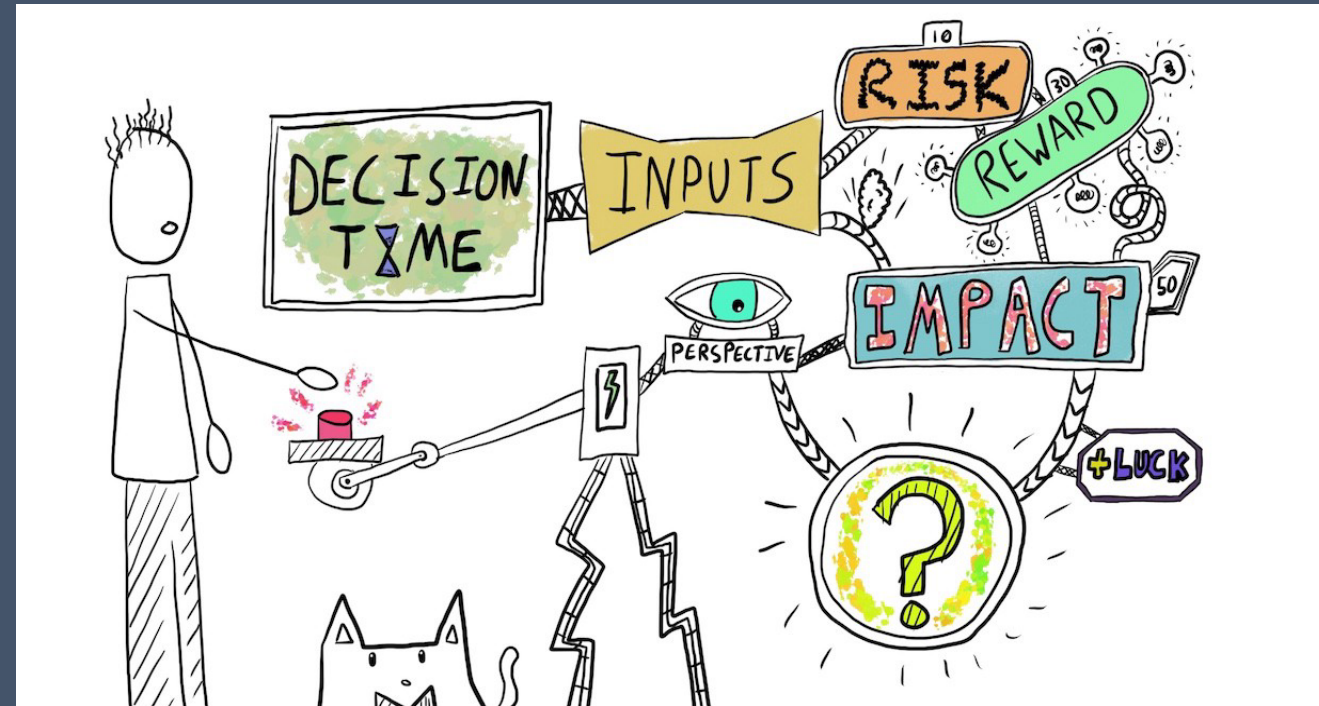 DECISION
TIME
INPUTS
10
RISK
30
REWARD
IMPACT
50
PERSPECTIVE
+LUCK
?